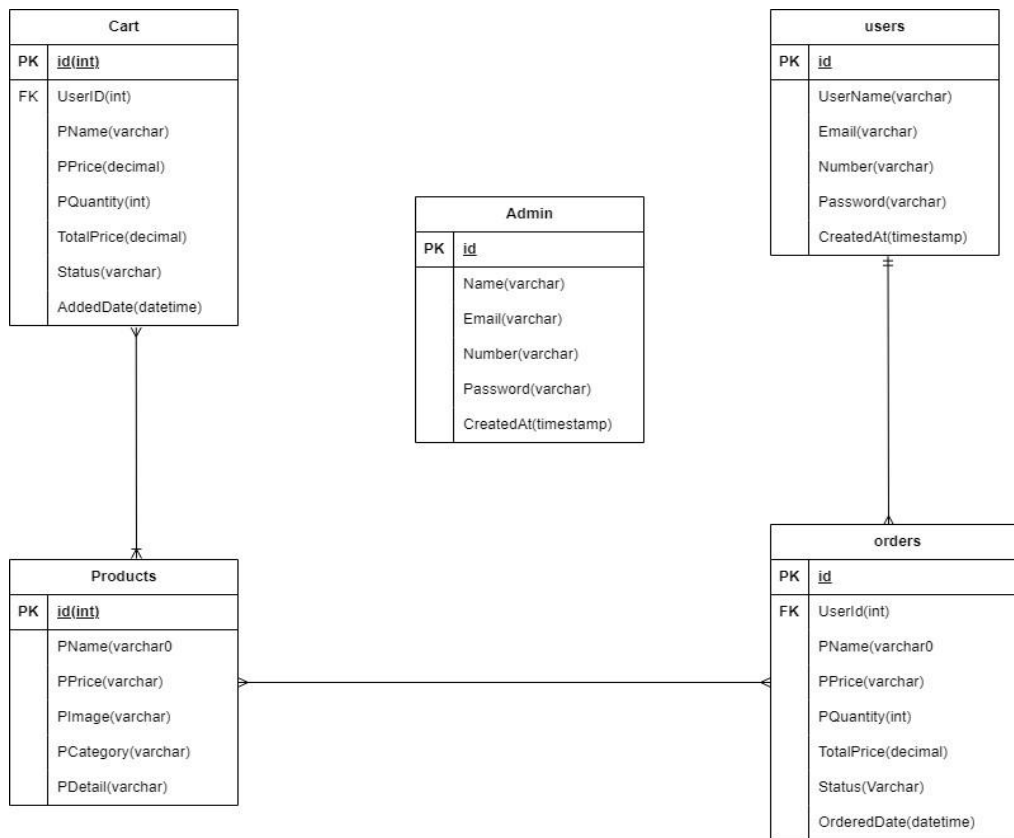 Cart
PK id(int)
FK UserID(int)
PName(varchar)
PPrice(decimal)
PQuantity(int)
TotalPrice(decimal)
Status(varchar)
AddedDate(datetime)
users
PK id
UserName(varchar)
Email(varchar)
Number(varchar)
Password(varchar)
CreatedAt(timestamp)
Admin
PK id
Name(varchar)
Email(varchar)
Number(varchar)
Password(varchar)
CreatedAt(timestamp)
Products
PK id(int)
PName(varchar0
PPrice(varchar)
PImage(varchar)
PCategory(varchar)
PDetail(varchar)
orders
PK id
FK UserId(int)
PName(varchar0
PPrice(varchar)
PQuantity(int)
TotalPrice(decimal)
Status(Varchar)
OrderedDate(datetime)